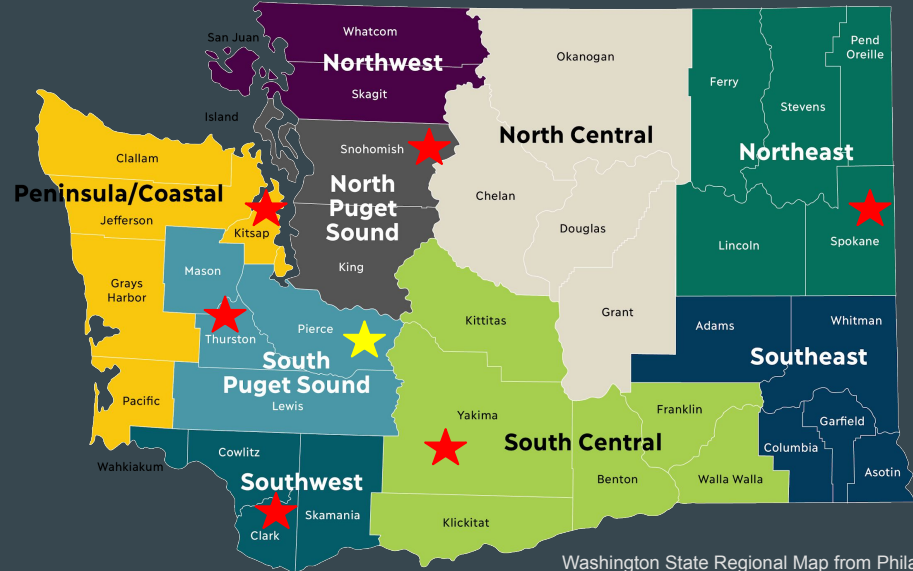 San Juan
Whatcom
Northwest
Skagit
Island
Okanogan
North Central
Chelan
Douglas
Grant
Ferry
Stevens
Pend
Oreille
Northeast
Lincoln
Spokane
Clallam
Peninsula/Coastal
Jefferson
Kitsap
Grays
Harbor
Pacific
Snohomish
North
Puget
Sound
King
Mason
Thurston
Pierce
South
Puget Sound
Lewis
Kittitas
Yakima
South Central
Franklin
Benton
Walla Walla
Klickitat
Adams
Whitman
Southeast
Garfield
Columbia
Asotin
Wahkiakum
Cowlitz
Southwest
Skamania
Clark
Washington State Regional Map from Phila